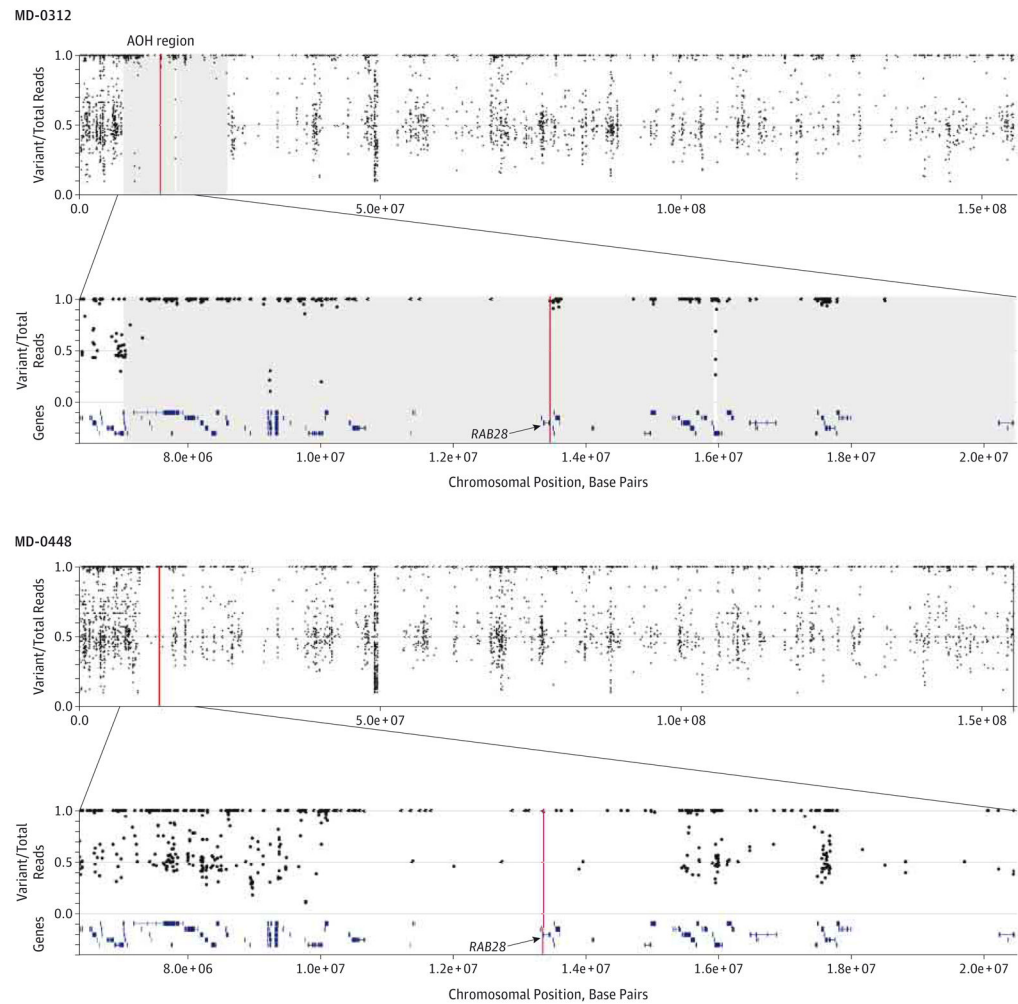 MD-0312
AOH region
Variant/Total Reads
1.0
0.5
0.0
0.0 5.0e+07 1.0e+08 1.5e+08
Variant/Total
Reads
1.0
0.5
0.0
Genes
RAB28
8.0e+06 1.0e+07 1.2e+07 1.4e+07 1.6e+07 1.8e+07 2.0e+07
Chromosomal Position, Base Pairs
MD-0448
Variant/Total Reads
1.0
0.5
0.0
0.0 5.0e+07 1.0e+08 1.5e+08
Variant/Total
Reads
1.0
0.5
0.0
Genes
RAB28
8.0e+06 1.0e+07 1.2e+07 1.4e+07 1.6e+07 1.8e+07 2.0e+07
Chromosomal Position, Base Pairs